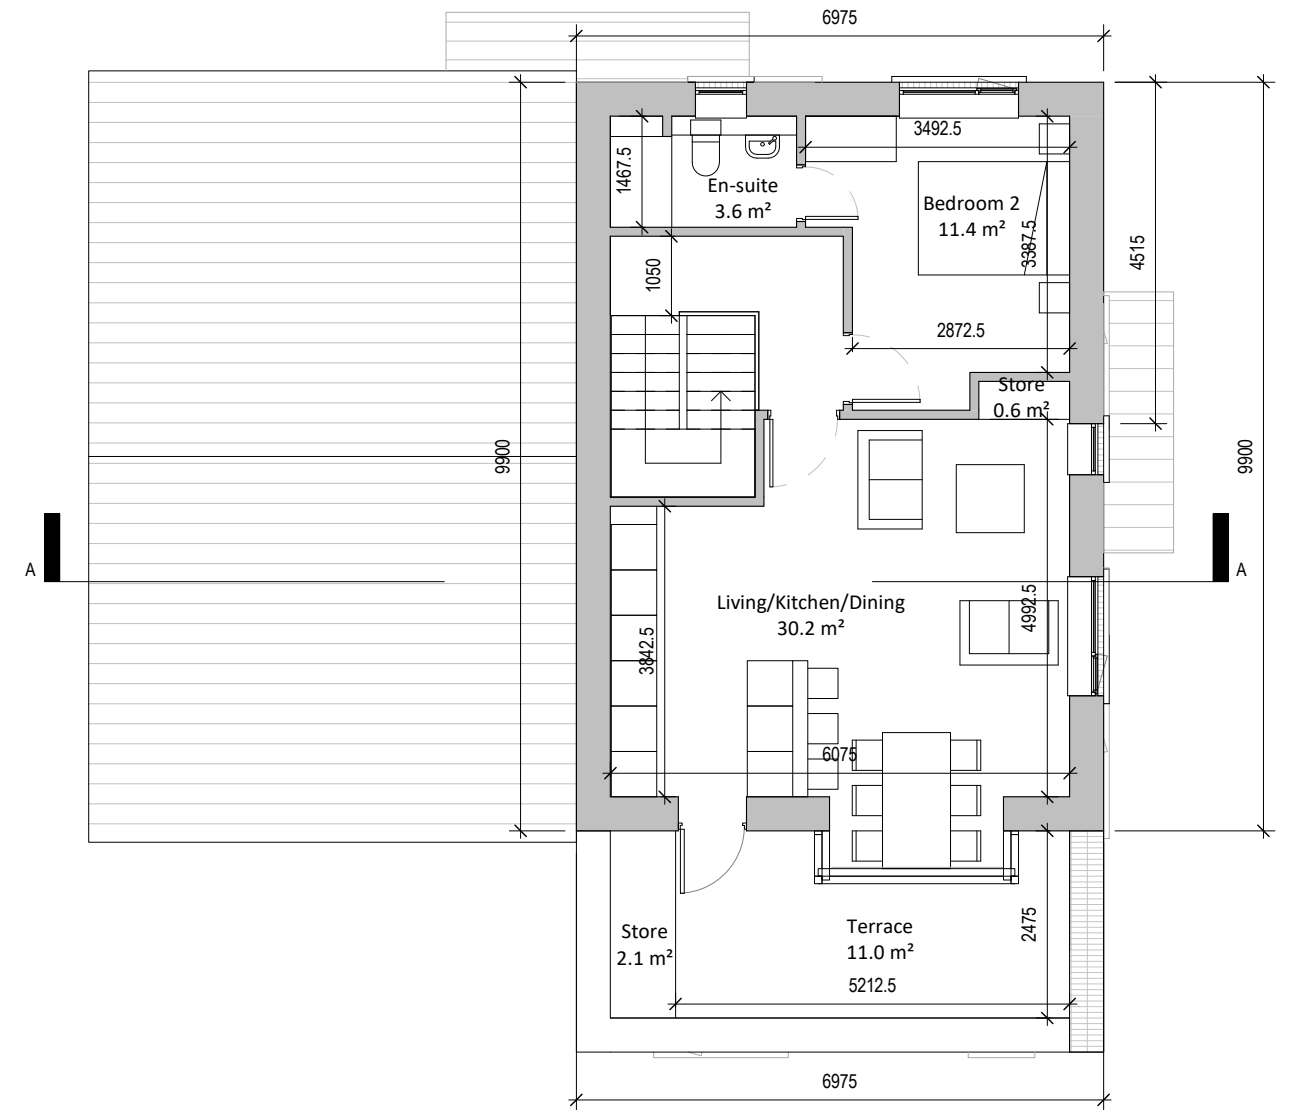 6975
3492.5
1467.5
En-suite
3.6 m²
Bedroom 2
11.4 m²
3387.5
4515
1050
2872.5
Store
0.6 m²
9900
9900
A
A
Living/Kitchen/Dining
30.2 m²
4992.5
3842.5
6075
Store
2.1 m²
Terrace
11.0 m²
2475
5212.5
6975